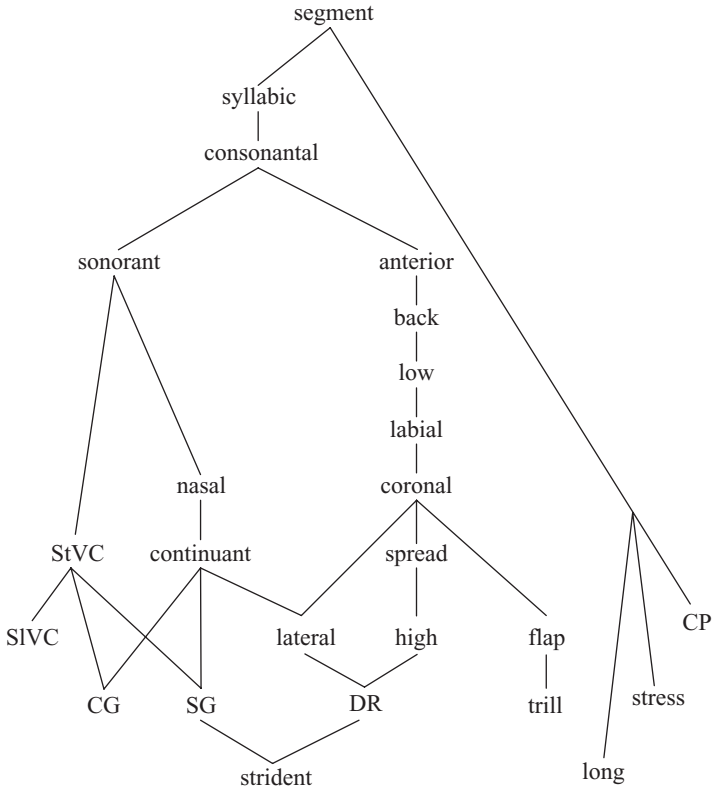 segment
syllabic
consonantal
sonorant anterior
back
low
labial
nasal coronal
StVC continuant spread
SlVC lateral high flap CP
CG SG DR trill stress
strident long